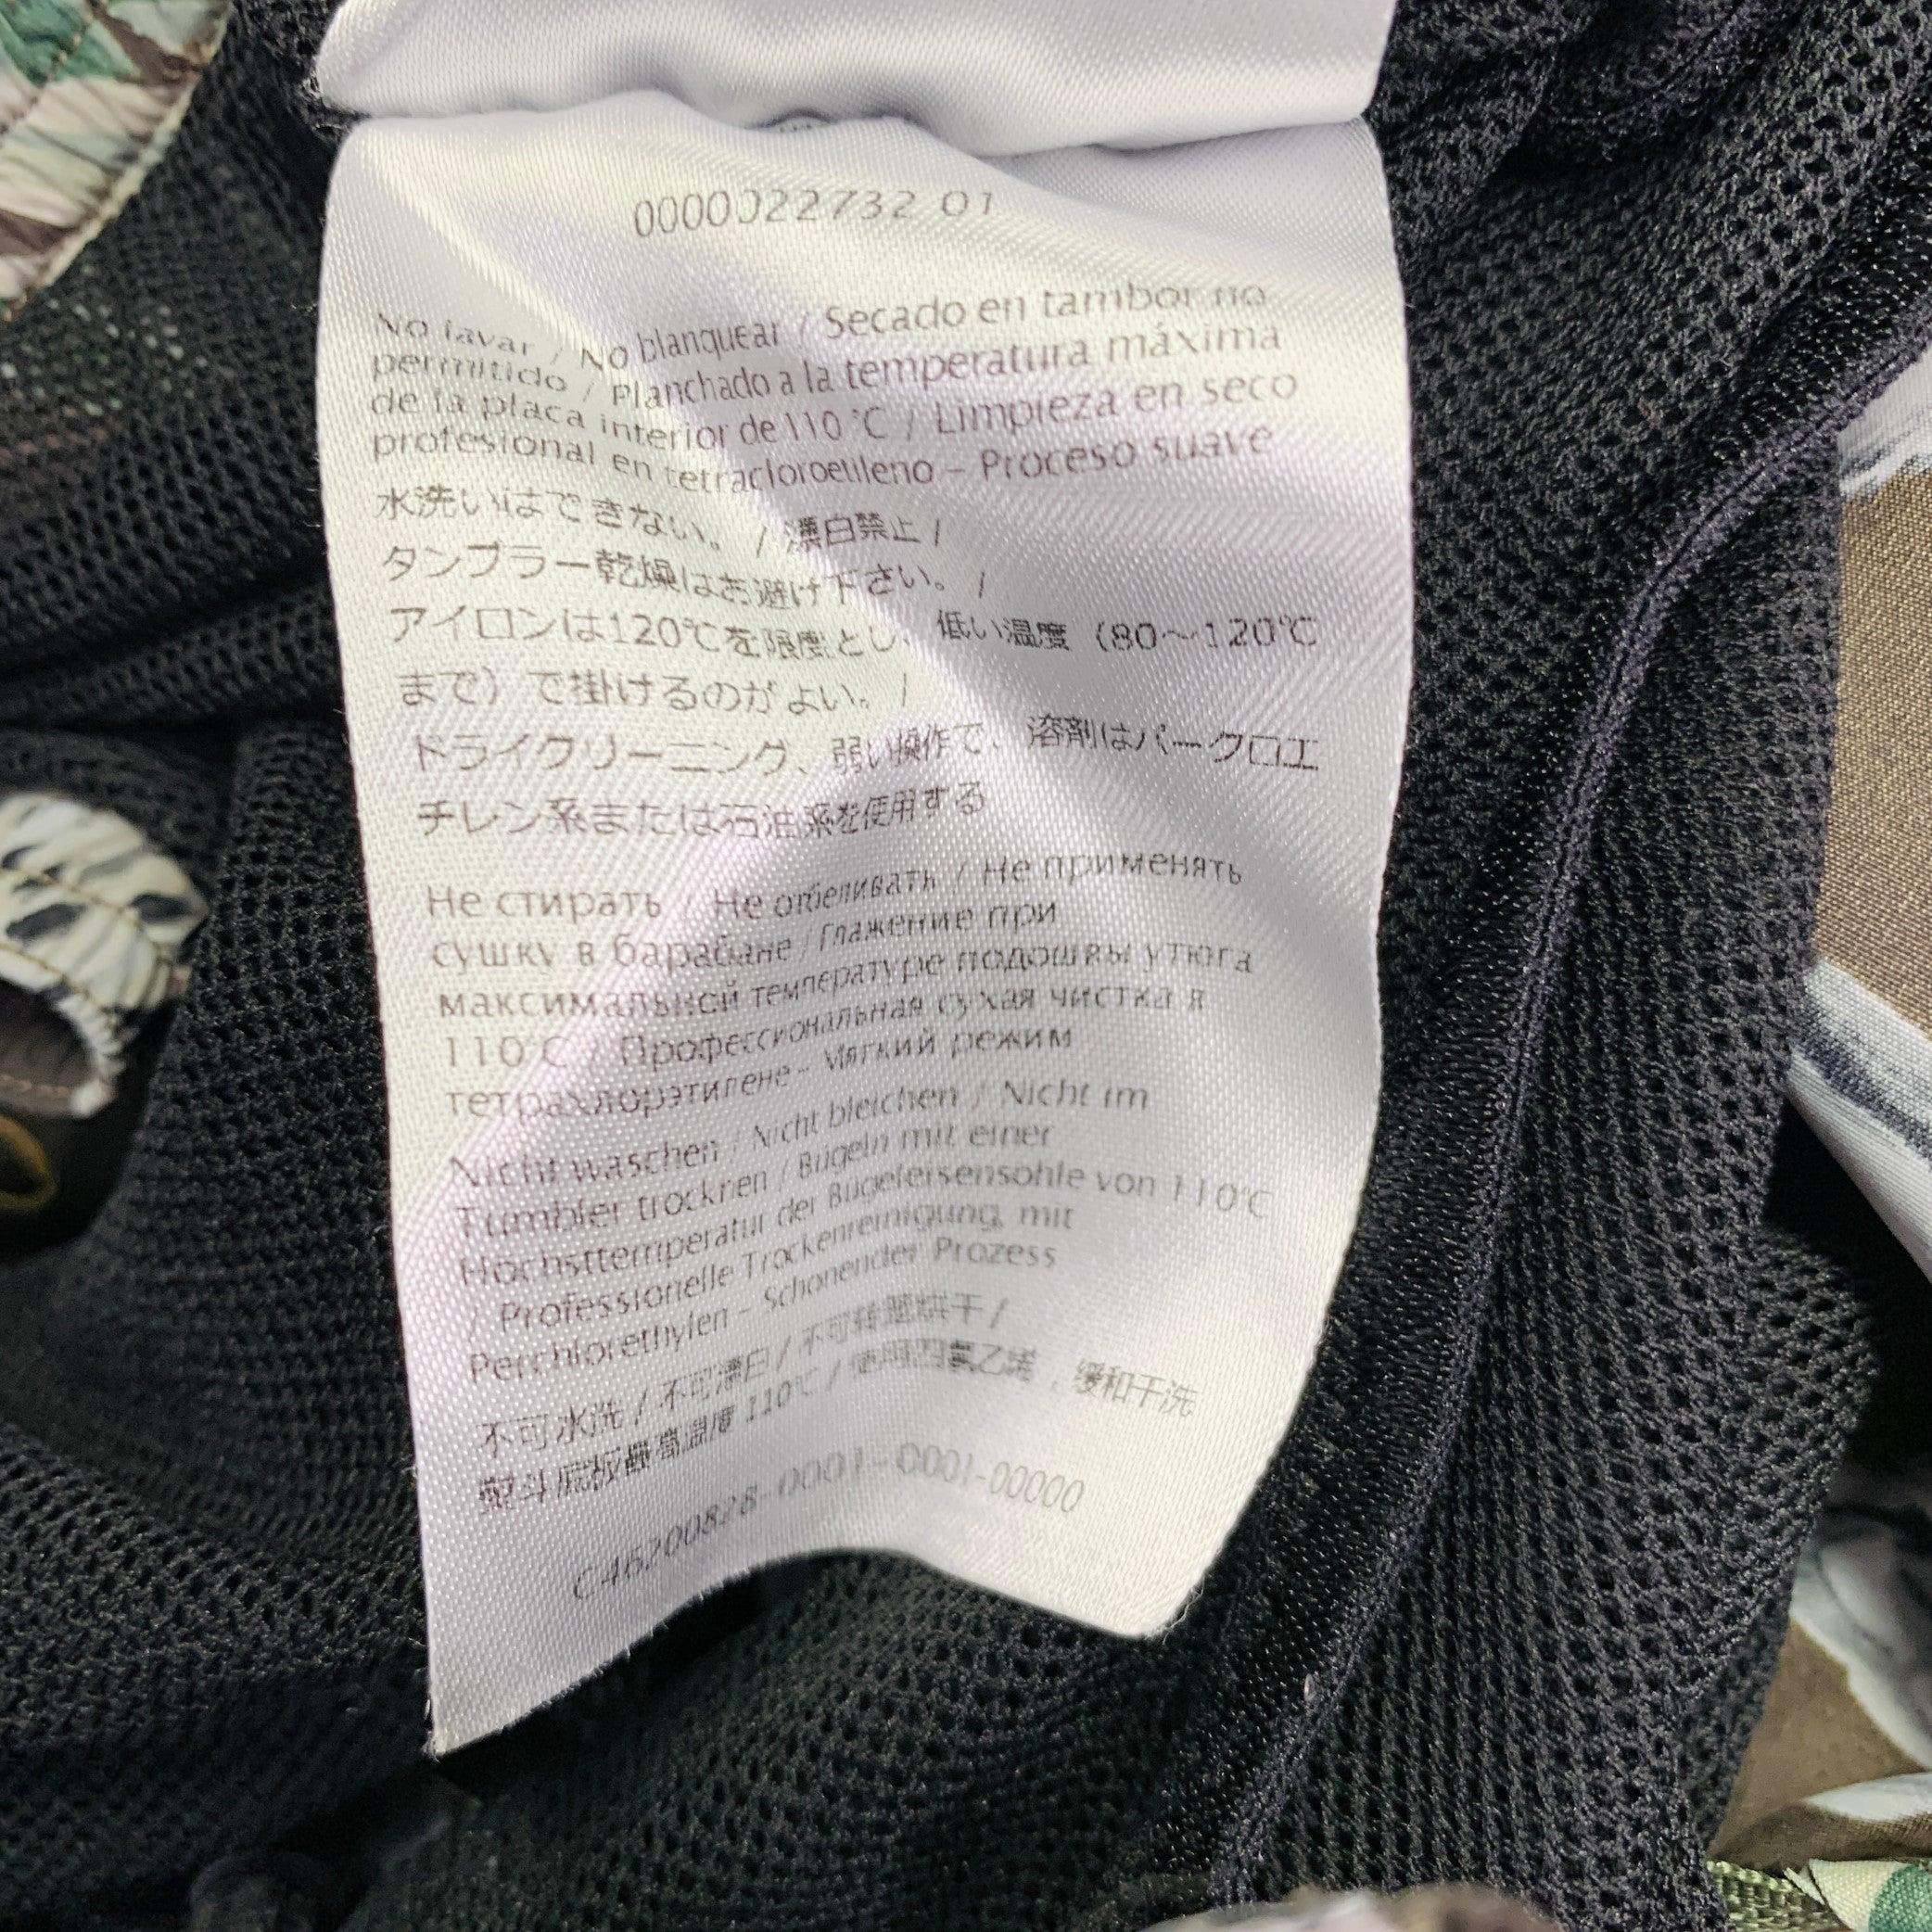 0000022732 01
No lavar / No blanquear / Secado en tambor no
permitido / Planchado a la temperatura máxima
de la placa interior de 110 °C / Limpieza en seco
profesional en tetracloroetileno – Proceso suave
水洗いはできない。 / 漂白禁止 /
タンブラー乾燥はお避け下さい。 /
アイロンは120℃を限度とし、低い温度（80〜120℃
まで）で掛けるのがよい。 /
ドライクリーニング、弱い操作で、溶剤はパークロエ
チレン系または石油系を使用する
Не стирать / Не отбеливать / Не применять
сушку в барабане / Глажение при
максимальной температуре подошвы утюга
110°C / Профессиональная сухая чистка в
тетрахлорэтилене – Мягкий режим
Nicht waschen / Nicht bleichen / Nicht im
Tumbler trocknen / Bügeln mit einer
Höchsttemperatur der Bügeleisensohle von 110°C
/ Professionelle Trockenreinigung mit
Perchlorethylen – Schonender Prozess
不可水洗 / 不可漂白 / 不可转笼烘干 /
熨斗底板最高温度 110℃ / 使用四氯乙烯，缓和干洗
C46200828-0001-0001-00000